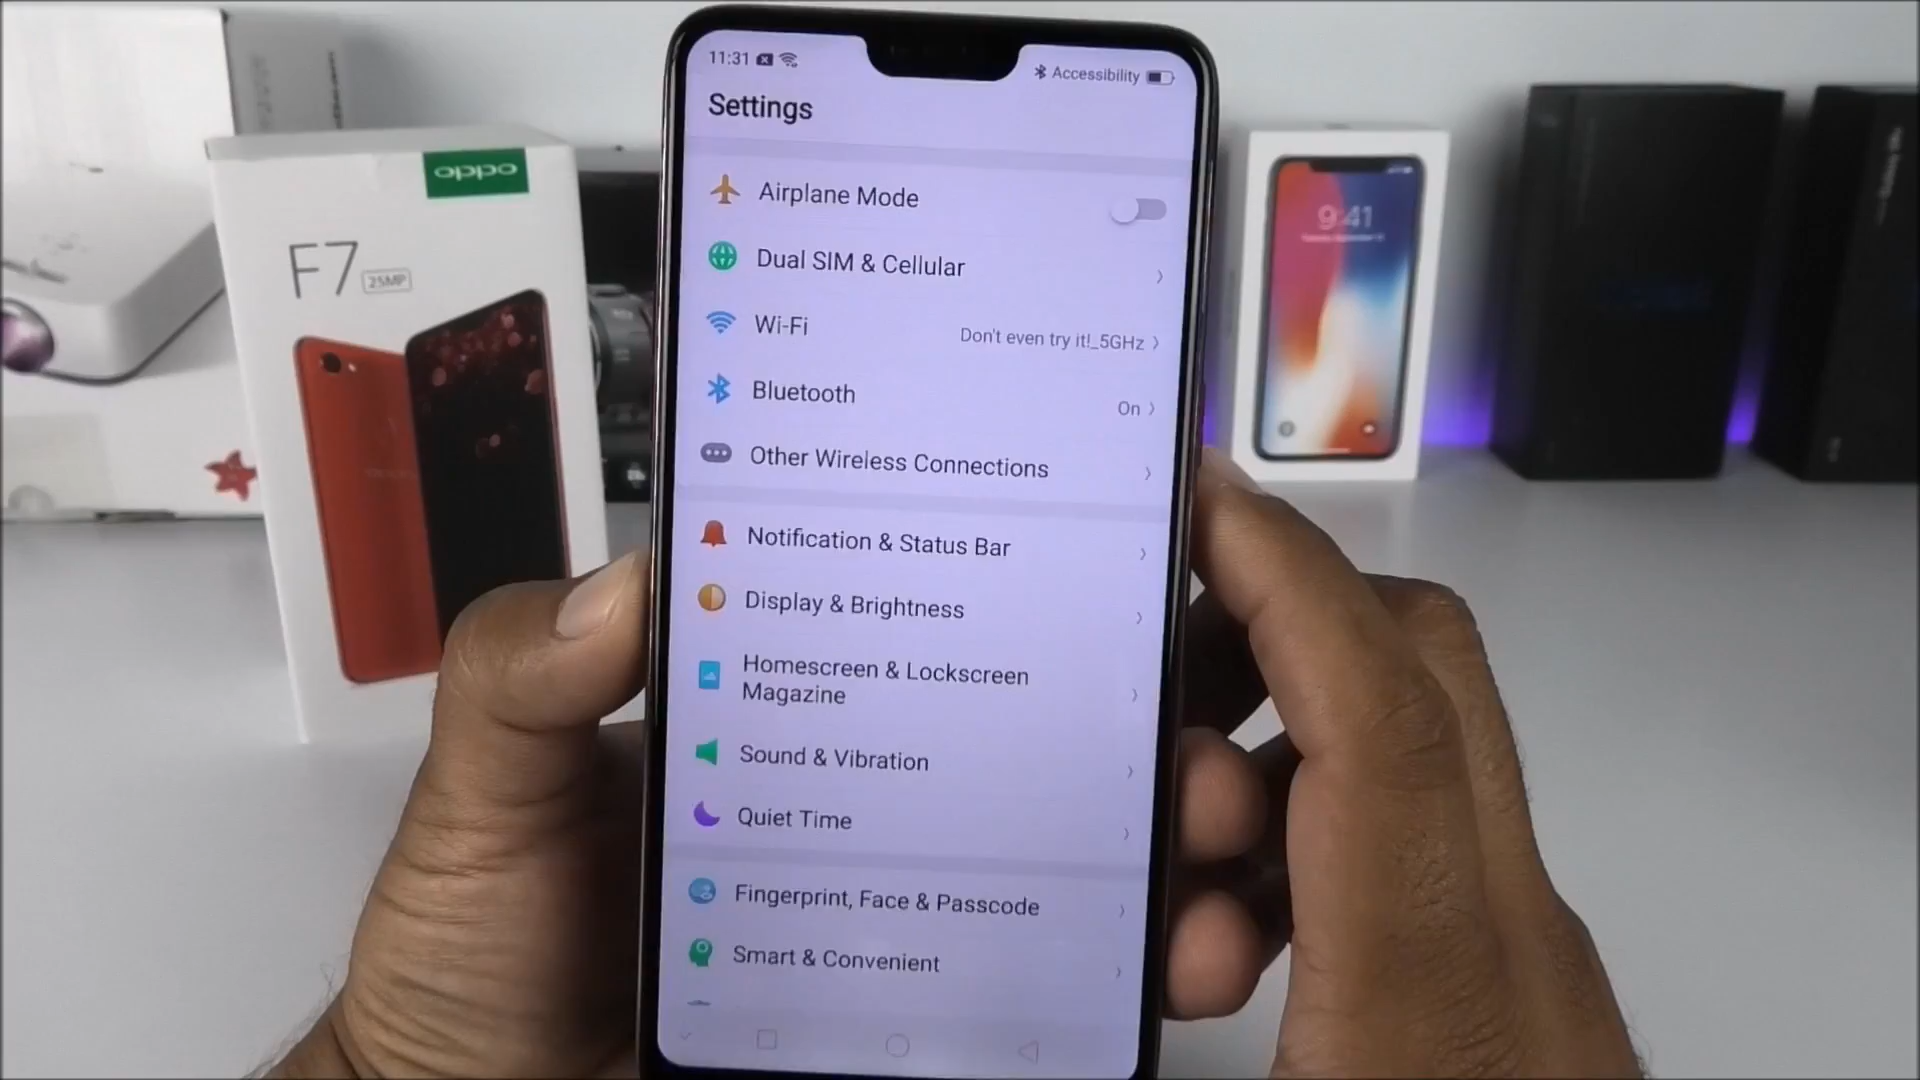 11:31
Accessibility
Settings
Airplane Mode
Dual SIM & Cellular
Wi-Fi
Don't even try it!_5GHz
Bluetooth
On
Other Wireless Connections
Notification & Status Bar
Display & Brightness
Homescreen & Lockscreen
Magazine
Sound & Vibration
Quiet Time
Fingerprint, Face & Passcode
Smart & Convenient
oppo
F7
25MP
9:41